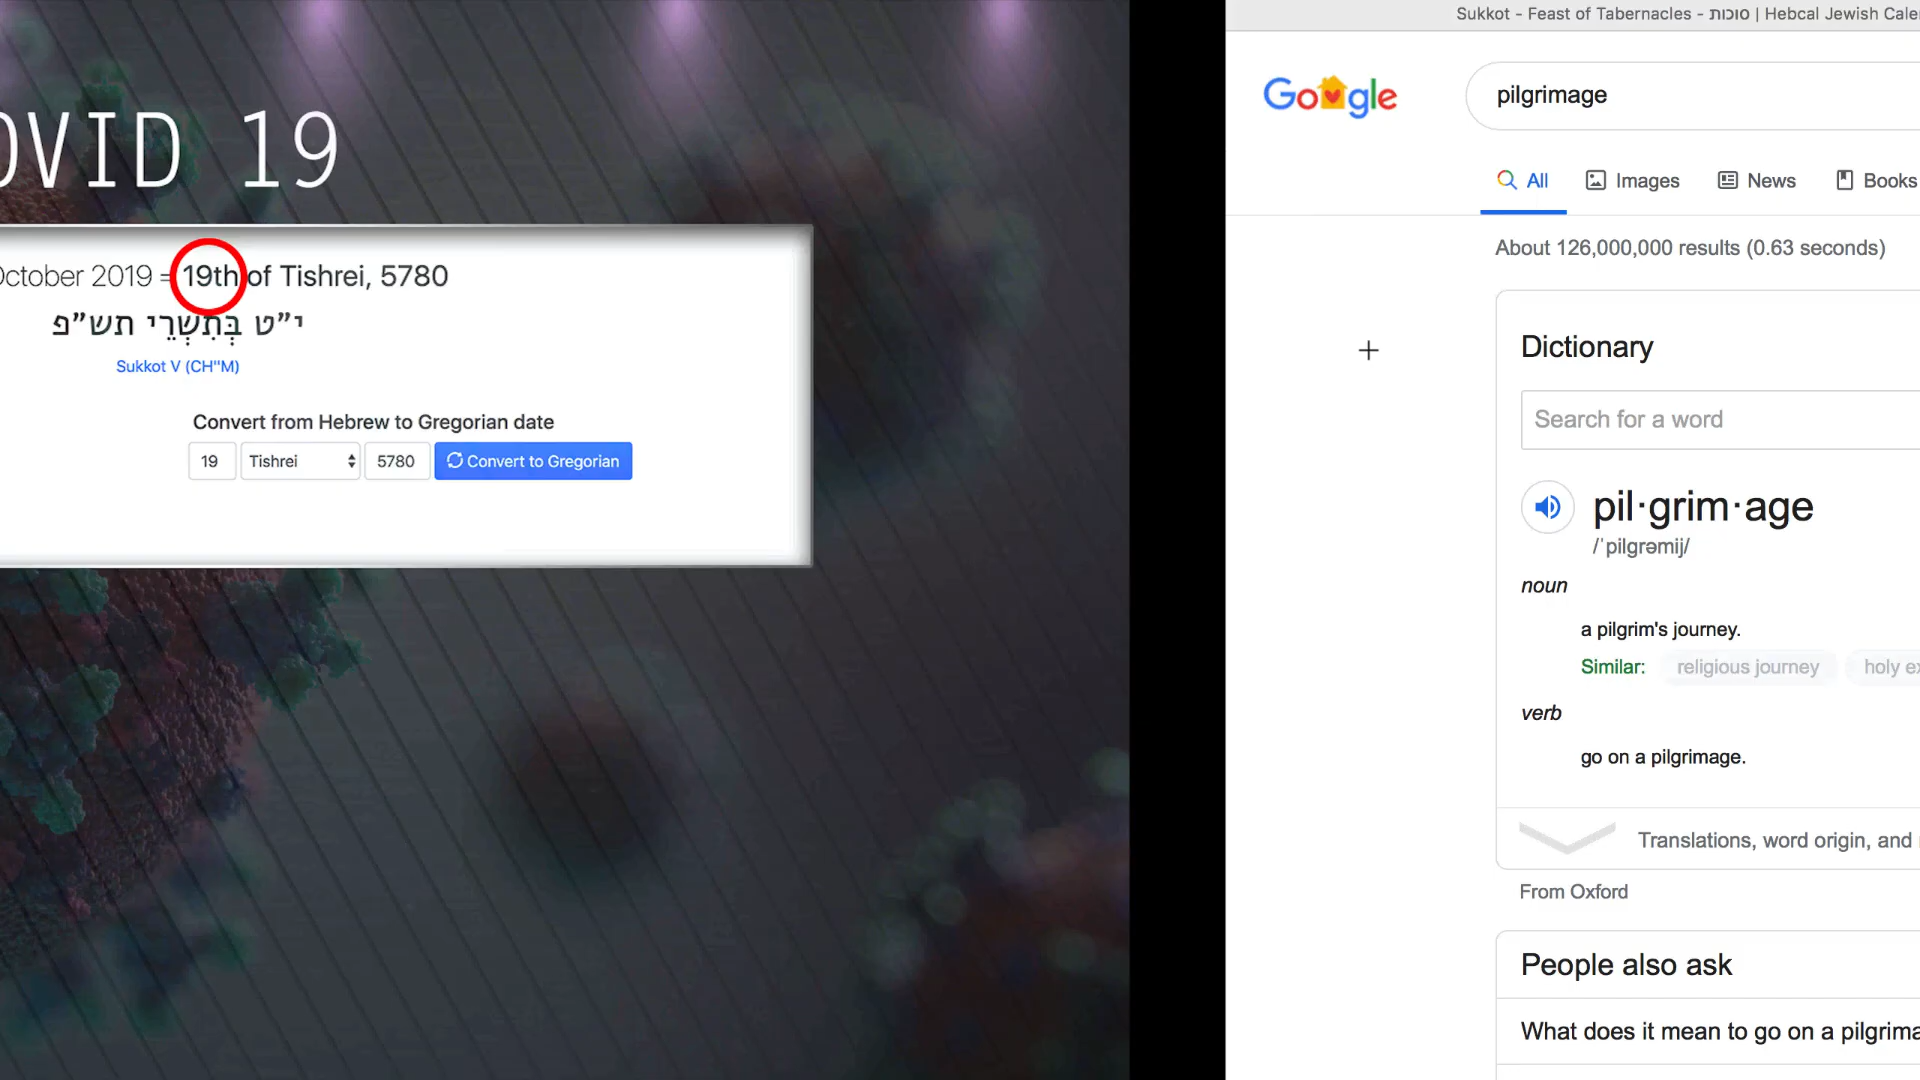 OVID 19
October 2019 = 19th of Tishrei, 5780
י״ט בְּתִשְׁרֵי תש״פ
Sukkot V (CH"M)
Convert from Hebrew to Gregorian date
19 Tishrei 5780 Convert to Gregorian
Sukkot - Feast of Tabernacles - סוכות | Hebcal Jewish Cale
Google
pilgrimage
All Images News Books
About 126,000,000 results (0.63 seconds)
Dictionary
Search for a word
pil·grim·age
/ˈpilɡrəmij/
noun
a pilgrim's journey.
Similar: religious journey holy ex
verb
go on a pilgrimage.
Translations, word origin, and
From Oxford
People also ask
What does it mean to go on a pilgrima